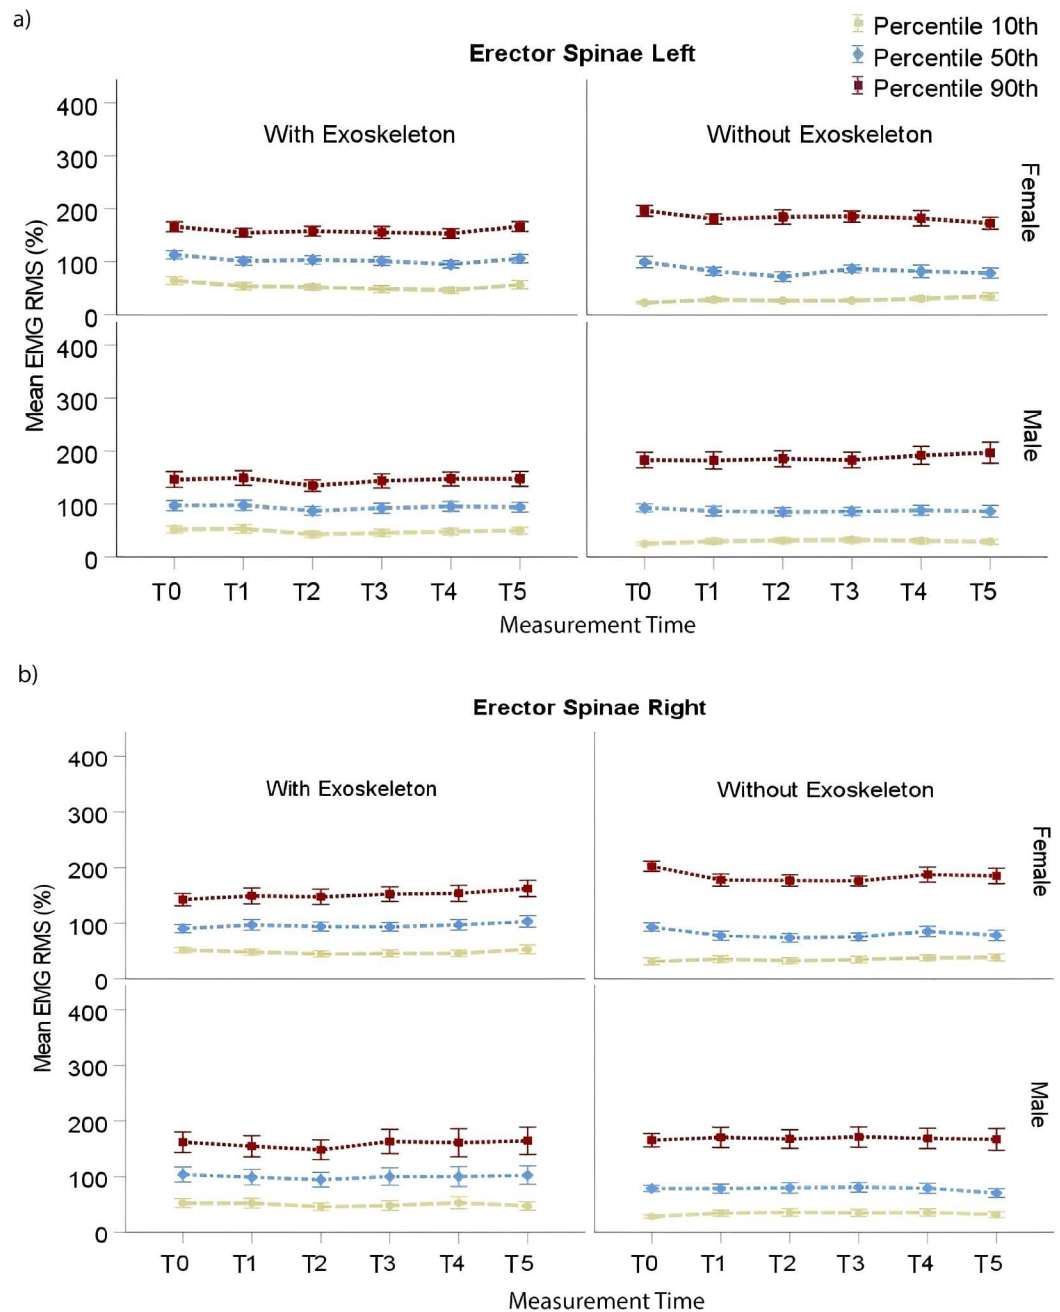 a)
Percentile 10th
Percentile 50th
Percentile 90th
Erector Spinae Left
With Exoskeleton
Without Exoskeleton
Female
400
300
200
100
0
Mean EMG RMS (%)
Male
400
300
200
100
0
T0 T1 T2 T3 T4 T5 T0 T1 T2 T3 T4 T5
Measurement Time
b)
Erector Spinae Right
With Exoskeleton
Without Exoskeleton
Female
400
300
200
100
0
Mean EMG RMS (%)
Male
400
300
200
100
0
T0 T1 T2 T3 T4 T5 T0 T1 T2 T3 T4 T5
Measurement Time